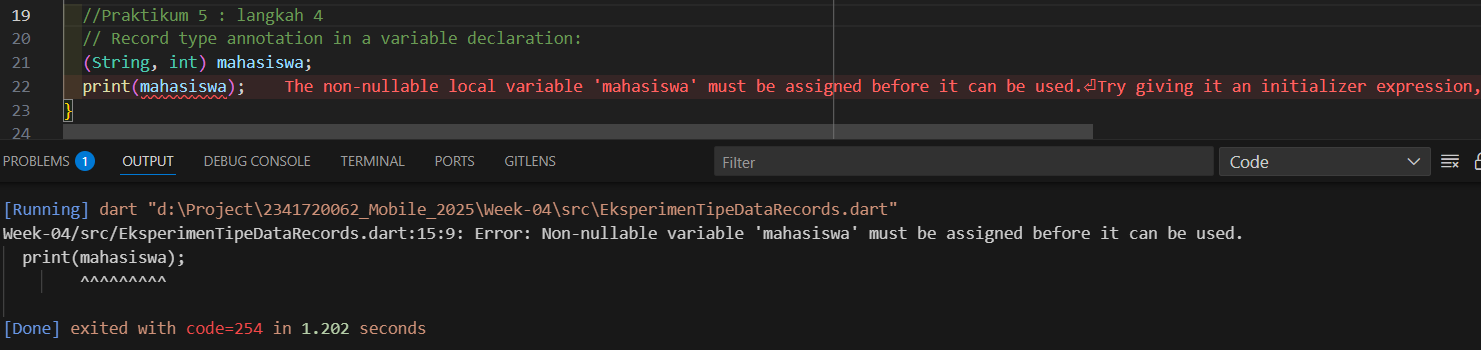 19 //Praktikum 5 : langkah 4
20 // Record type annotation in a variable declaration:
21 (String, int) mahasiswa;
22 print(mahasiswa); The non-nullable local variable 'mahasiswa' must be assigned before it can be used.⏎Try giving it an initializer expression,
23 }
24
PROBLEMS 1 OUTPUT DEBUG CONSOLE TERMINAL PORTS GITLENS Filter Code
[Running] dart "d:\Project\2341720062_Mobile_2025\Week-04\src\EksperimenTipeDataRecords.dart"
Week-04/src/EksperimenTipeDataRecords.dart:15:9: Error: Non-nullable variable 'mahasiswa' must be assigned before it can be used.
print(mahasiswa);
^^^^^^^^^
[Done] exited with code=254 in 1.202 seconds